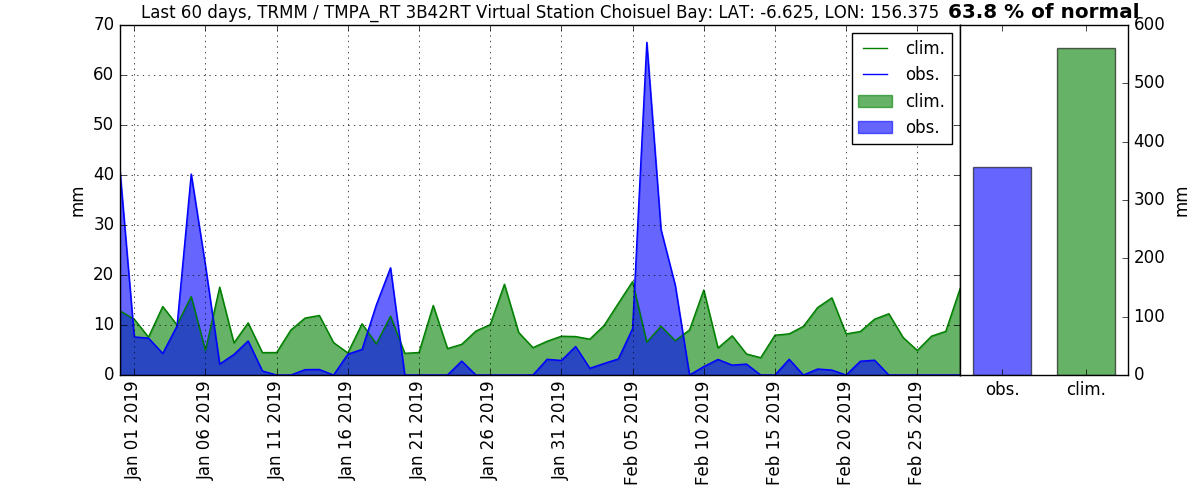 Last 60 days, TRMM / TMPA_RT 3B42RT Virtual Station Choisuel Bay: LAT: -6.625, LON: 156.375 63.8 % of normal
70
60
50
40
30
20
10
0
mm
clim.
obs.
clim.
obs.
Jan 01 2019
Jan 06 2019
Jan 11 2019
Jan 16 2019
Jan 21 2019
Jan 26 2019
Jan 31 2019
Feb 05 2019
Feb 10 2019
Feb 15 2019
Feb 20 2019
Feb 25 2019
600
500
400
300
200
100
0
mm
obs. clim.